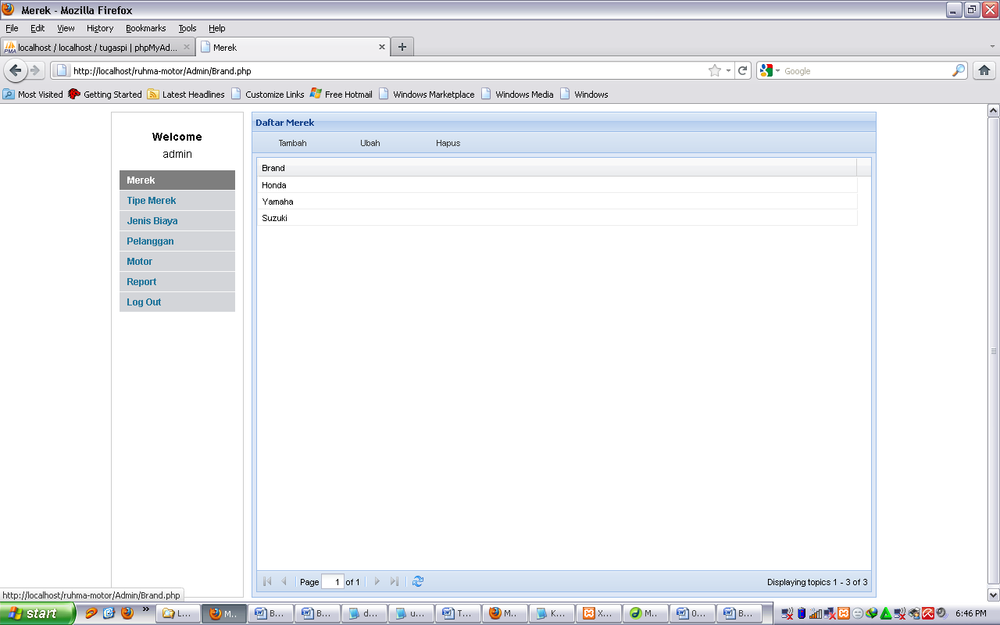 Merek - Mozilla Firefox
File Edit View History Bookmarks Tools Help
localhost / localhost / tugaspi | phpMyAd...
Merek
http://localhost/ruhma-motor/Admin/Brand.php
Google
Most Visited Getting Started Latest Headlines Customize Links Free Hotmail Windows Marketplace Windows Media Windows
Welcome
admin
Merek
Tipe Merek
Jenis Biaya
Pelanggan
Motor
Report
Log Out
Daftar Merek
Tambah Ubah Hapus
Brand
Honda
Yamaha
Suzuki
Page 1 of 1
Displaying topics 1 - 3 of 3
http://localhost/ruhma-motor/Admin/Brand.php
start L... M... B... B... d... u... T... M... K... X... M... 0... B... 6:46 PM